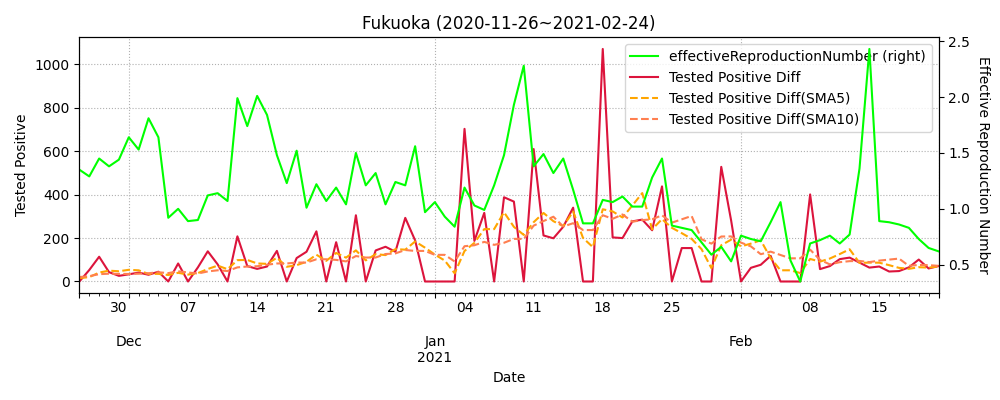 Fukuoka (2020-11-26~2021-02-24)
effectiveReproductionNumber (right)
Tested Positive Diff
Tested Positive Diff(SMA5)
Tested Positive Diff(SMA10)
Tested Positive
1000
800
600
400
200
0
2.5
2.0
1.5
1.0
0.5
Effective Reproduction Number
30 07 14 21 28 04 11 18 25 08 15
Dec Jan Feb
2021
Date